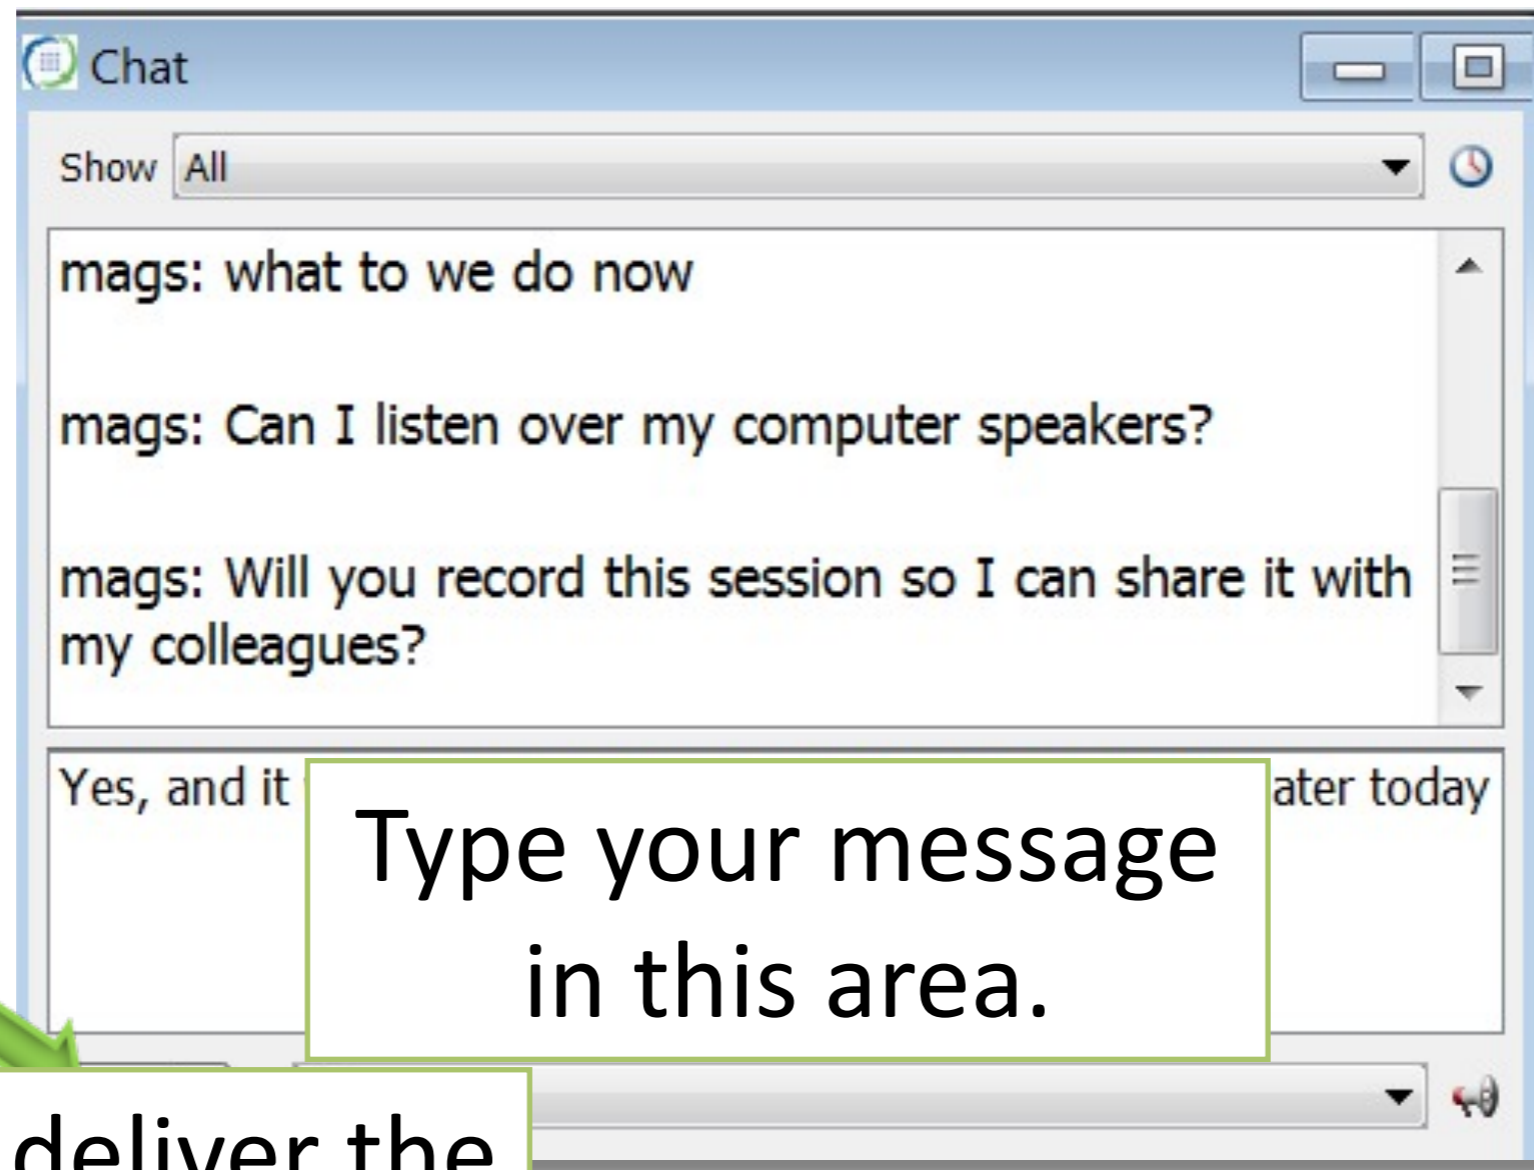 Chat
Show All
mags: what to we do now
mags: Can I listen over my computer speakers?
mags: Will you record this session so I can share it with
my colleagues?
Yes, and it ater today
Type your message
in this area.
deliver the